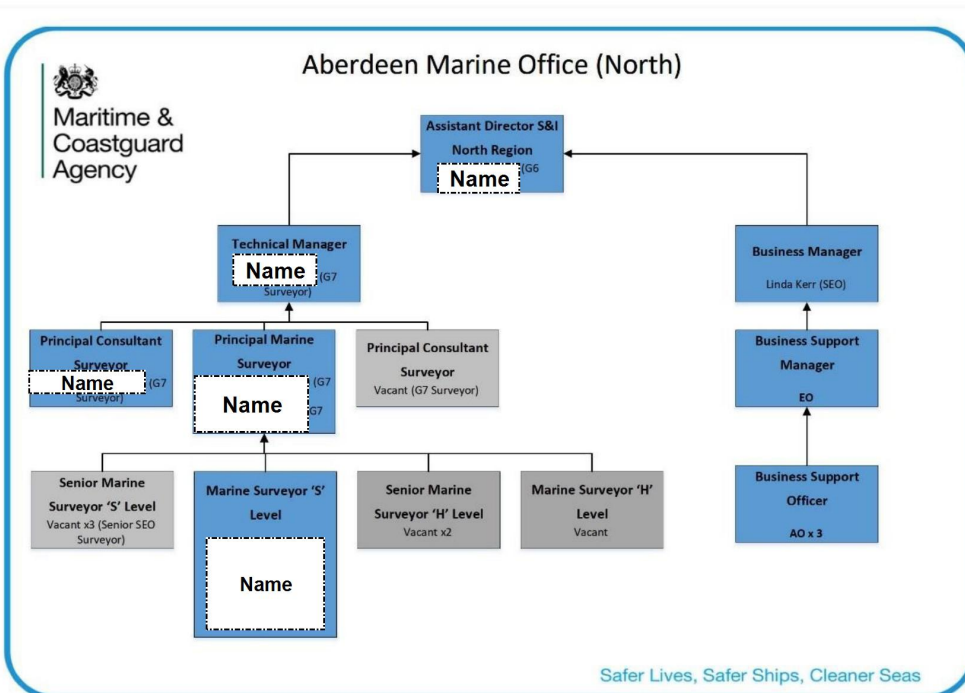 Aberdeen Marine Office (North)
Maritime &
Coastguard
Agency
Assistant Director S&I
North Region
Name (G6
Technical Manager
Name (G7
Surveyor)
Business Manager
Linda Kerr (SEO)
Principal Consultant
Surveyor
Name (G7
Surveyor)
Principal Marine
Surveyor
(G7
Name
G7
Principal Consultant
Surveyor
Vacant (G7 Surveyor)
Business Support
Manager
EO
Senior Marine
Surveyor ‘S’ Level
Vacant x3 (Senior SEO
Surveyor)
Marine Surveyor ‘S’
Level
Name
Senior Marine
Surveyor ‘H’ Level
Vacant x2
Marine Surveyor ‘H’
Level
Vacant
Business Support
Officer
AO x 3
Safer Lives, Safer Ships, Cleaner Seas